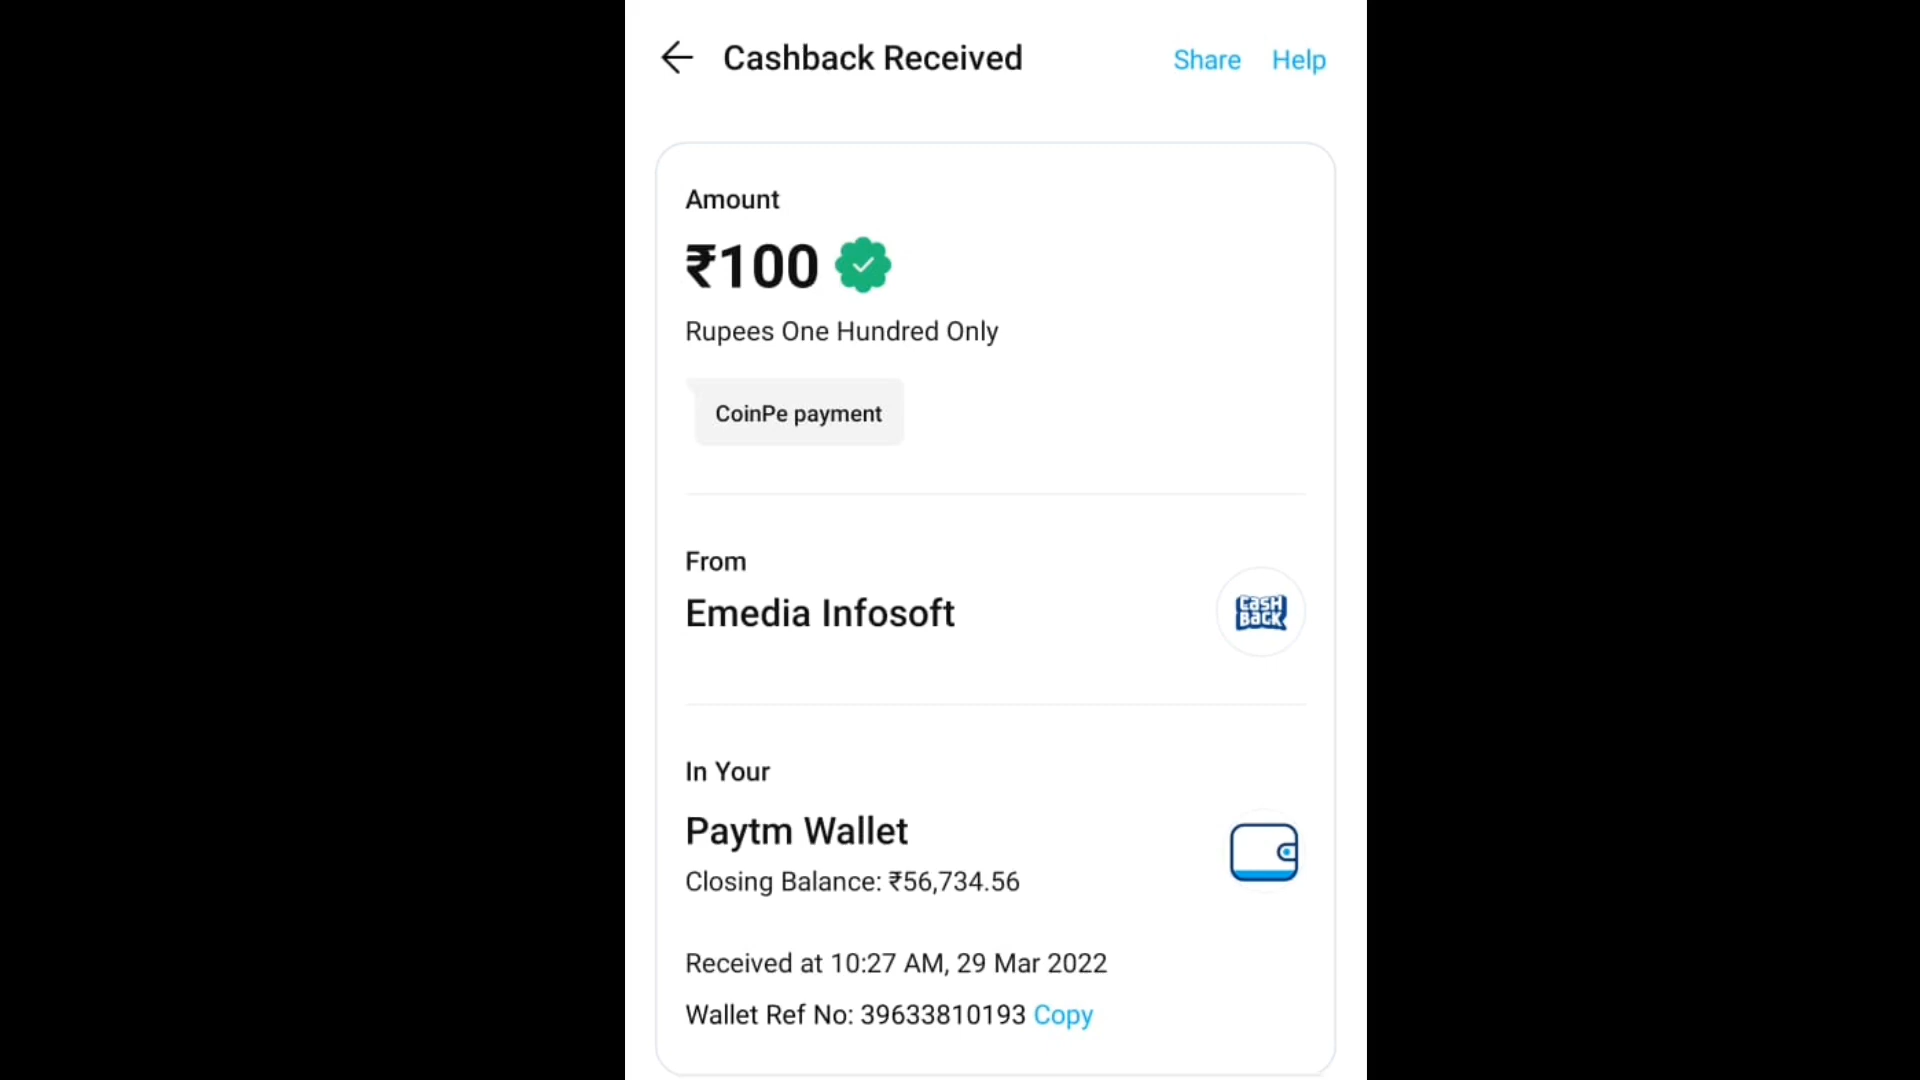 Cashback Received
Share Help
Amount
₹100
Rupees One Hundred Only
CoinPe payment
From
Emedia Infosoft
CasH
BacK
In Your
Paytm Wallet
Closing Balance: ₹56,734.56
Received at 10:27 AM, 29 Mar 2022
Wallet Ref No: 39633810193 Copy